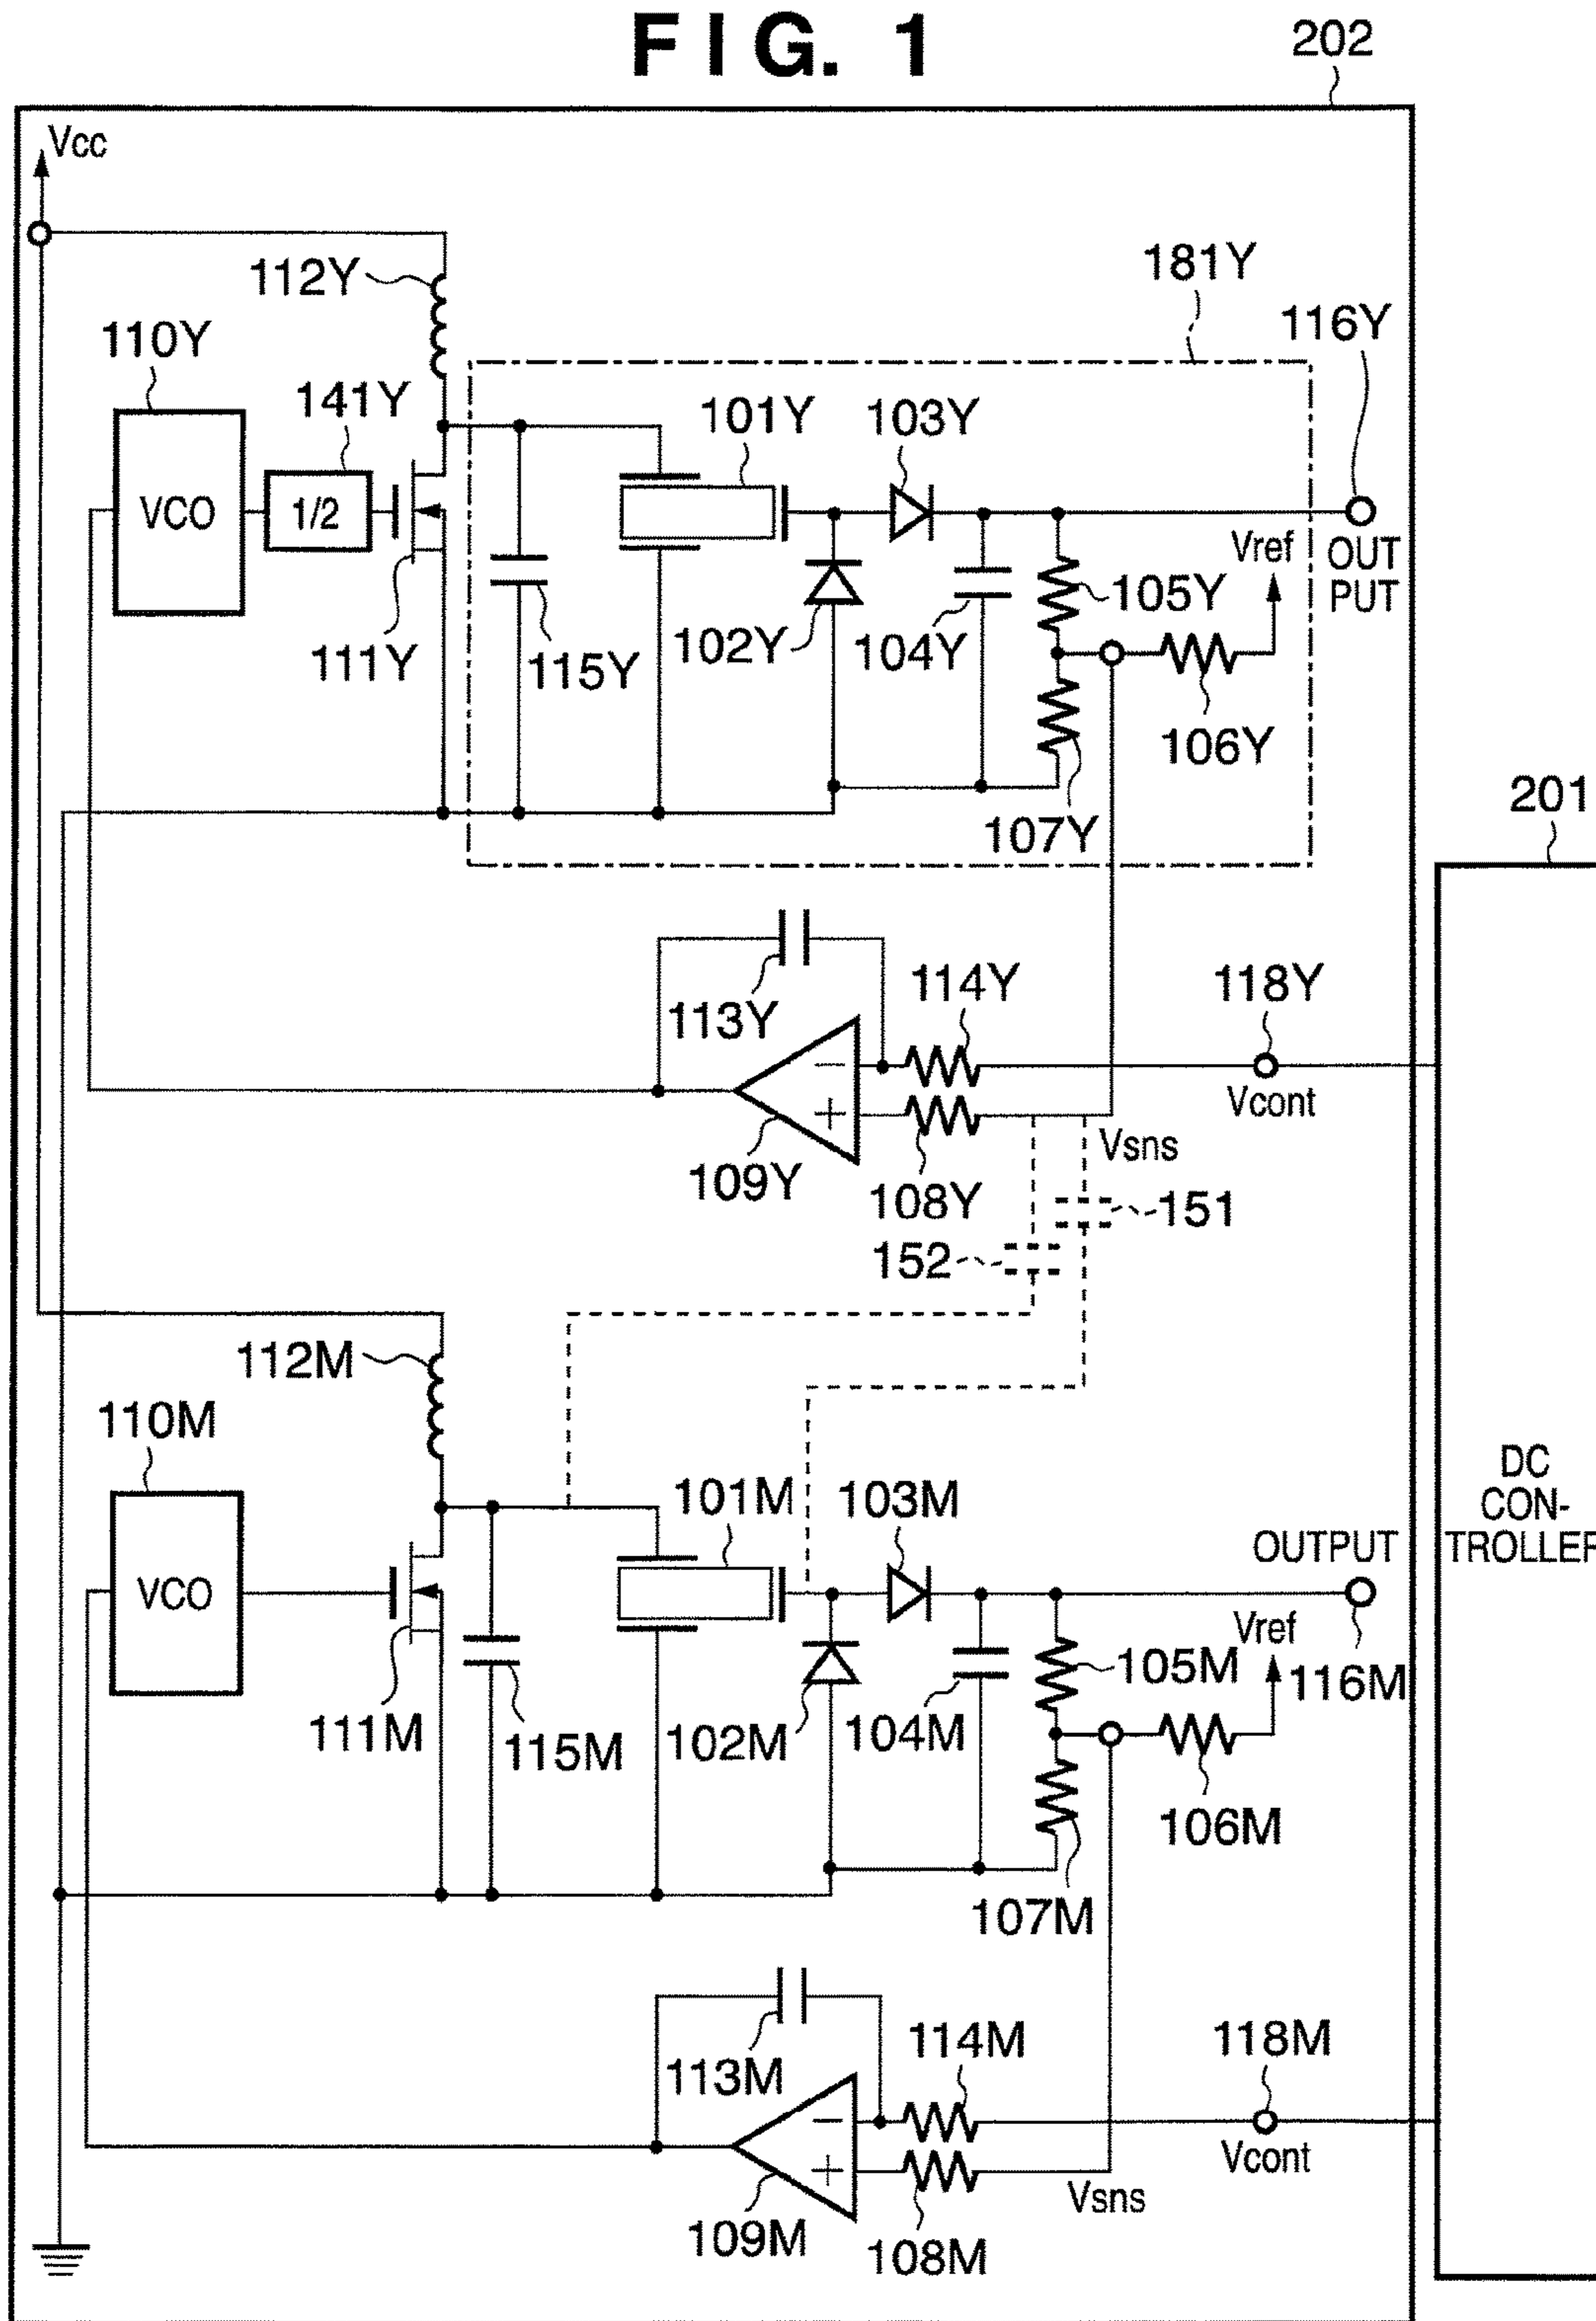 FIG. 1
202
Vcc
112Y
181Y
116Y
110Y
141Y
101Y
103Y
VCO
1/2
Vref
OUT
PUT
105Y
111Y
115Y
102Y
104Y
106Y
107Y
201
113Y
114Y
118Y
−
+
Vcont
109Y
108Y
Vsns
151
152
112M
110M
101M
103M
DC
CON-
TROLLER
OUTPUT
VCO
Vref
105M
116M
111M
115M
102M
104M
106M
107M
113M
114M
118M
−
+
Vcont
Vsns
109M
108M